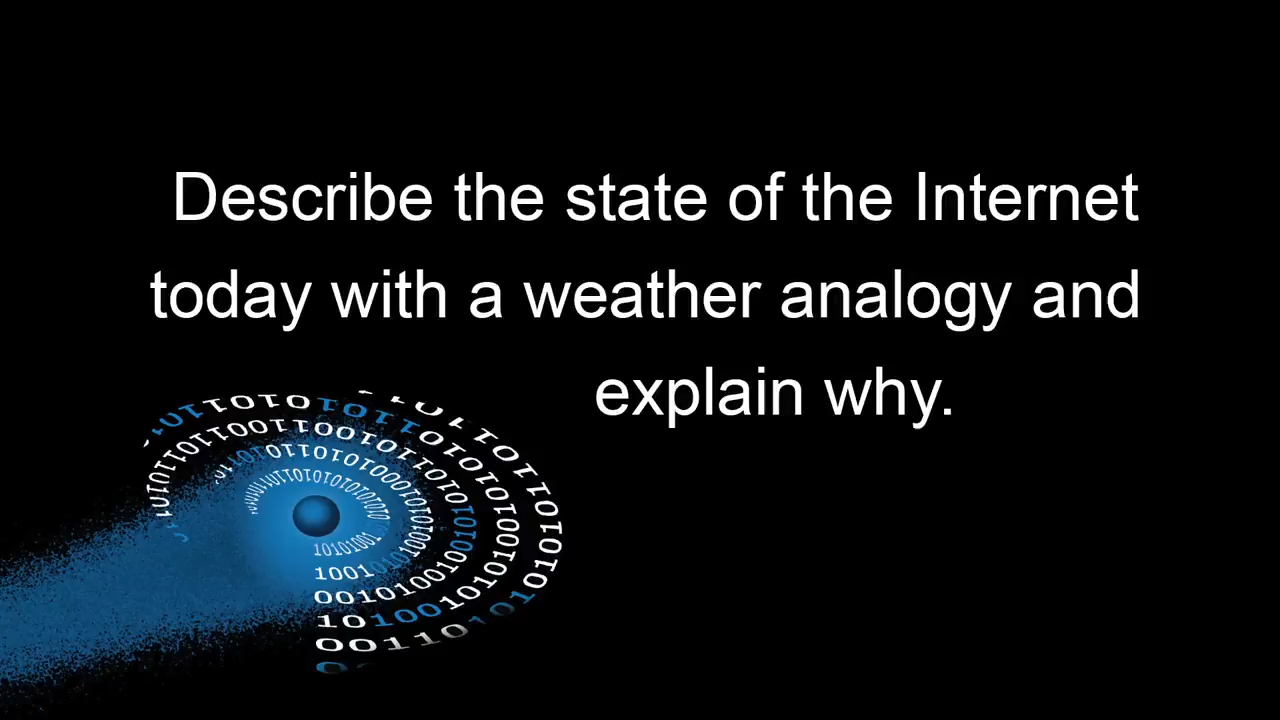 Describe the state of the Internet
today with a weather analogy and
explain why.